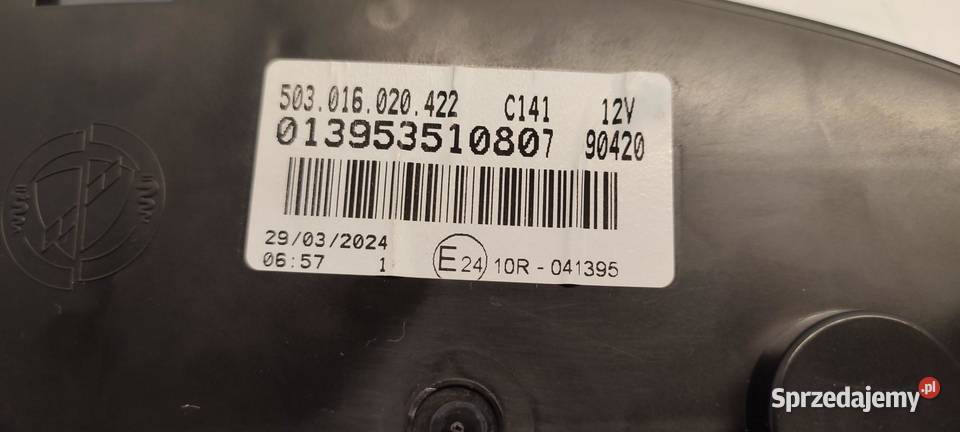 503.016.020.422 C141 12V
013953510807 90420
29/03/2024
06:57 1 E24 10R - 041395
Sprzedajemy.pl